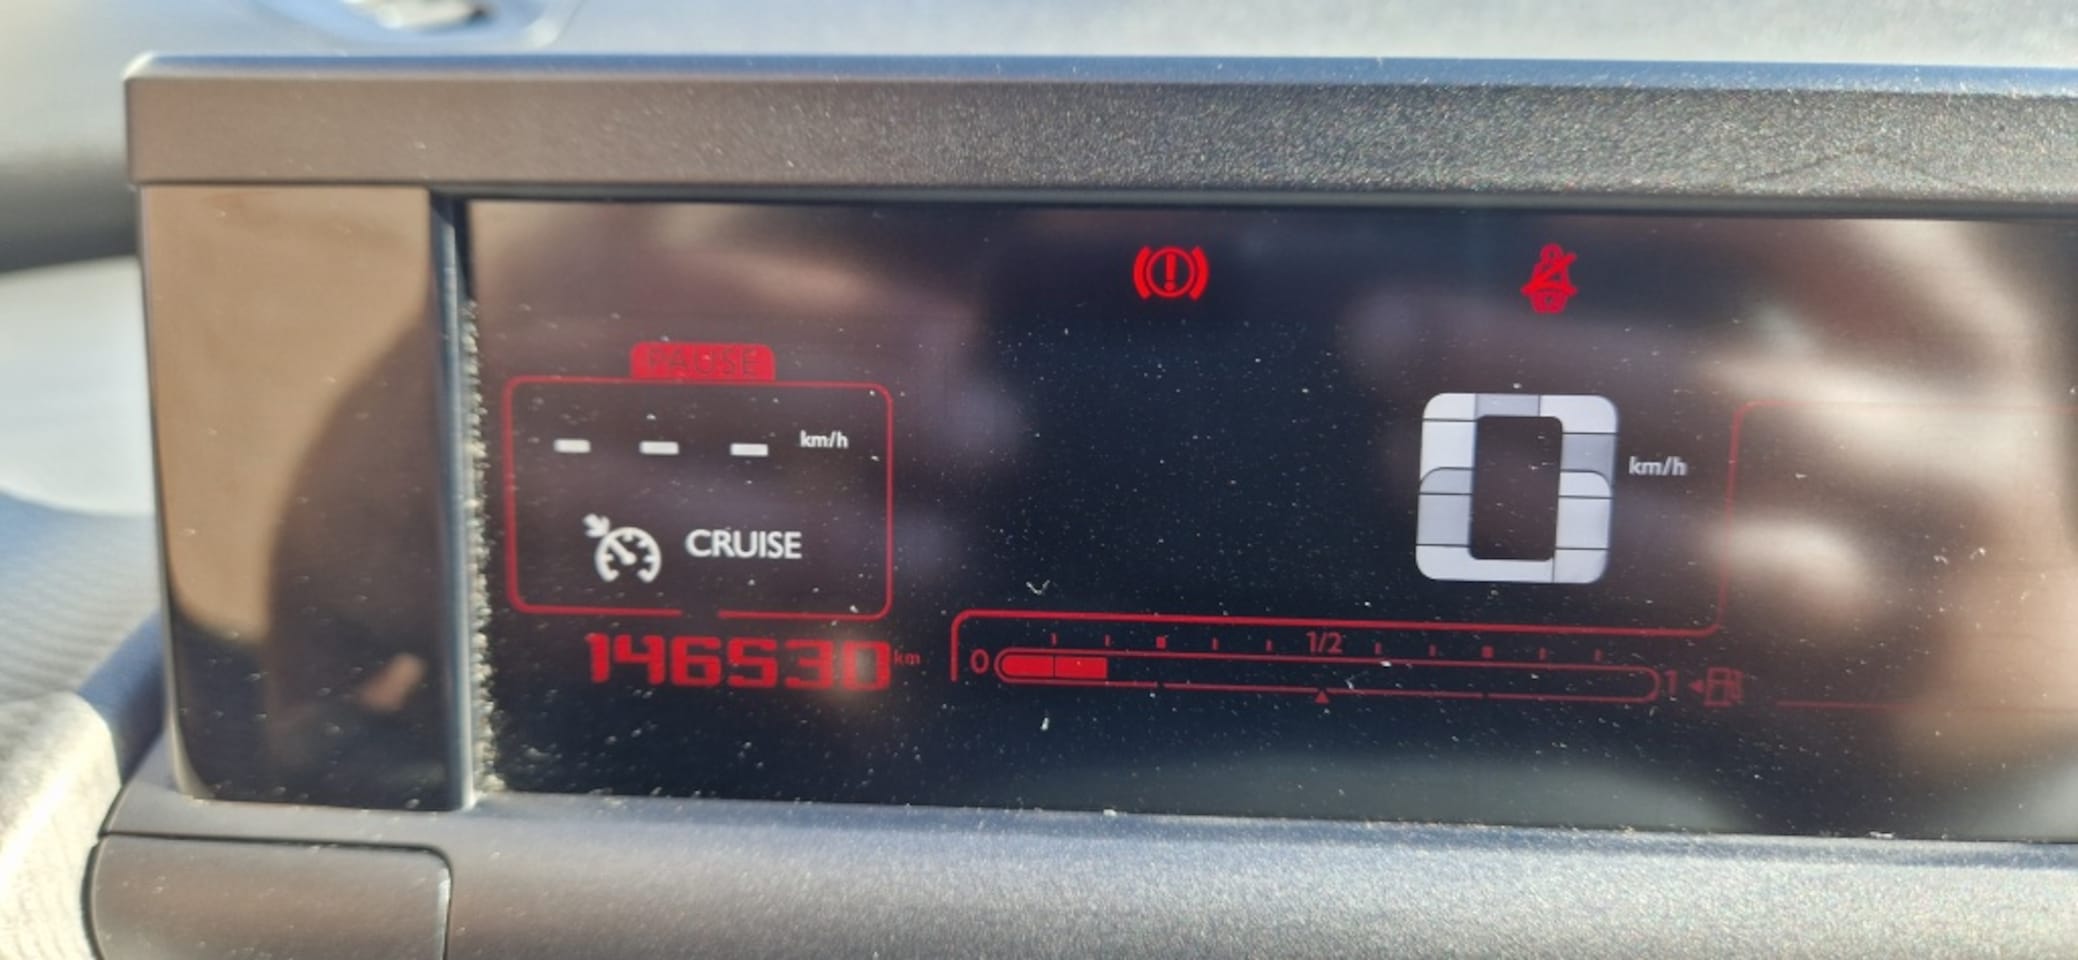 PAUSE
--- km/h
0 km/h
CRUISE
146530 km
0 1/2 1